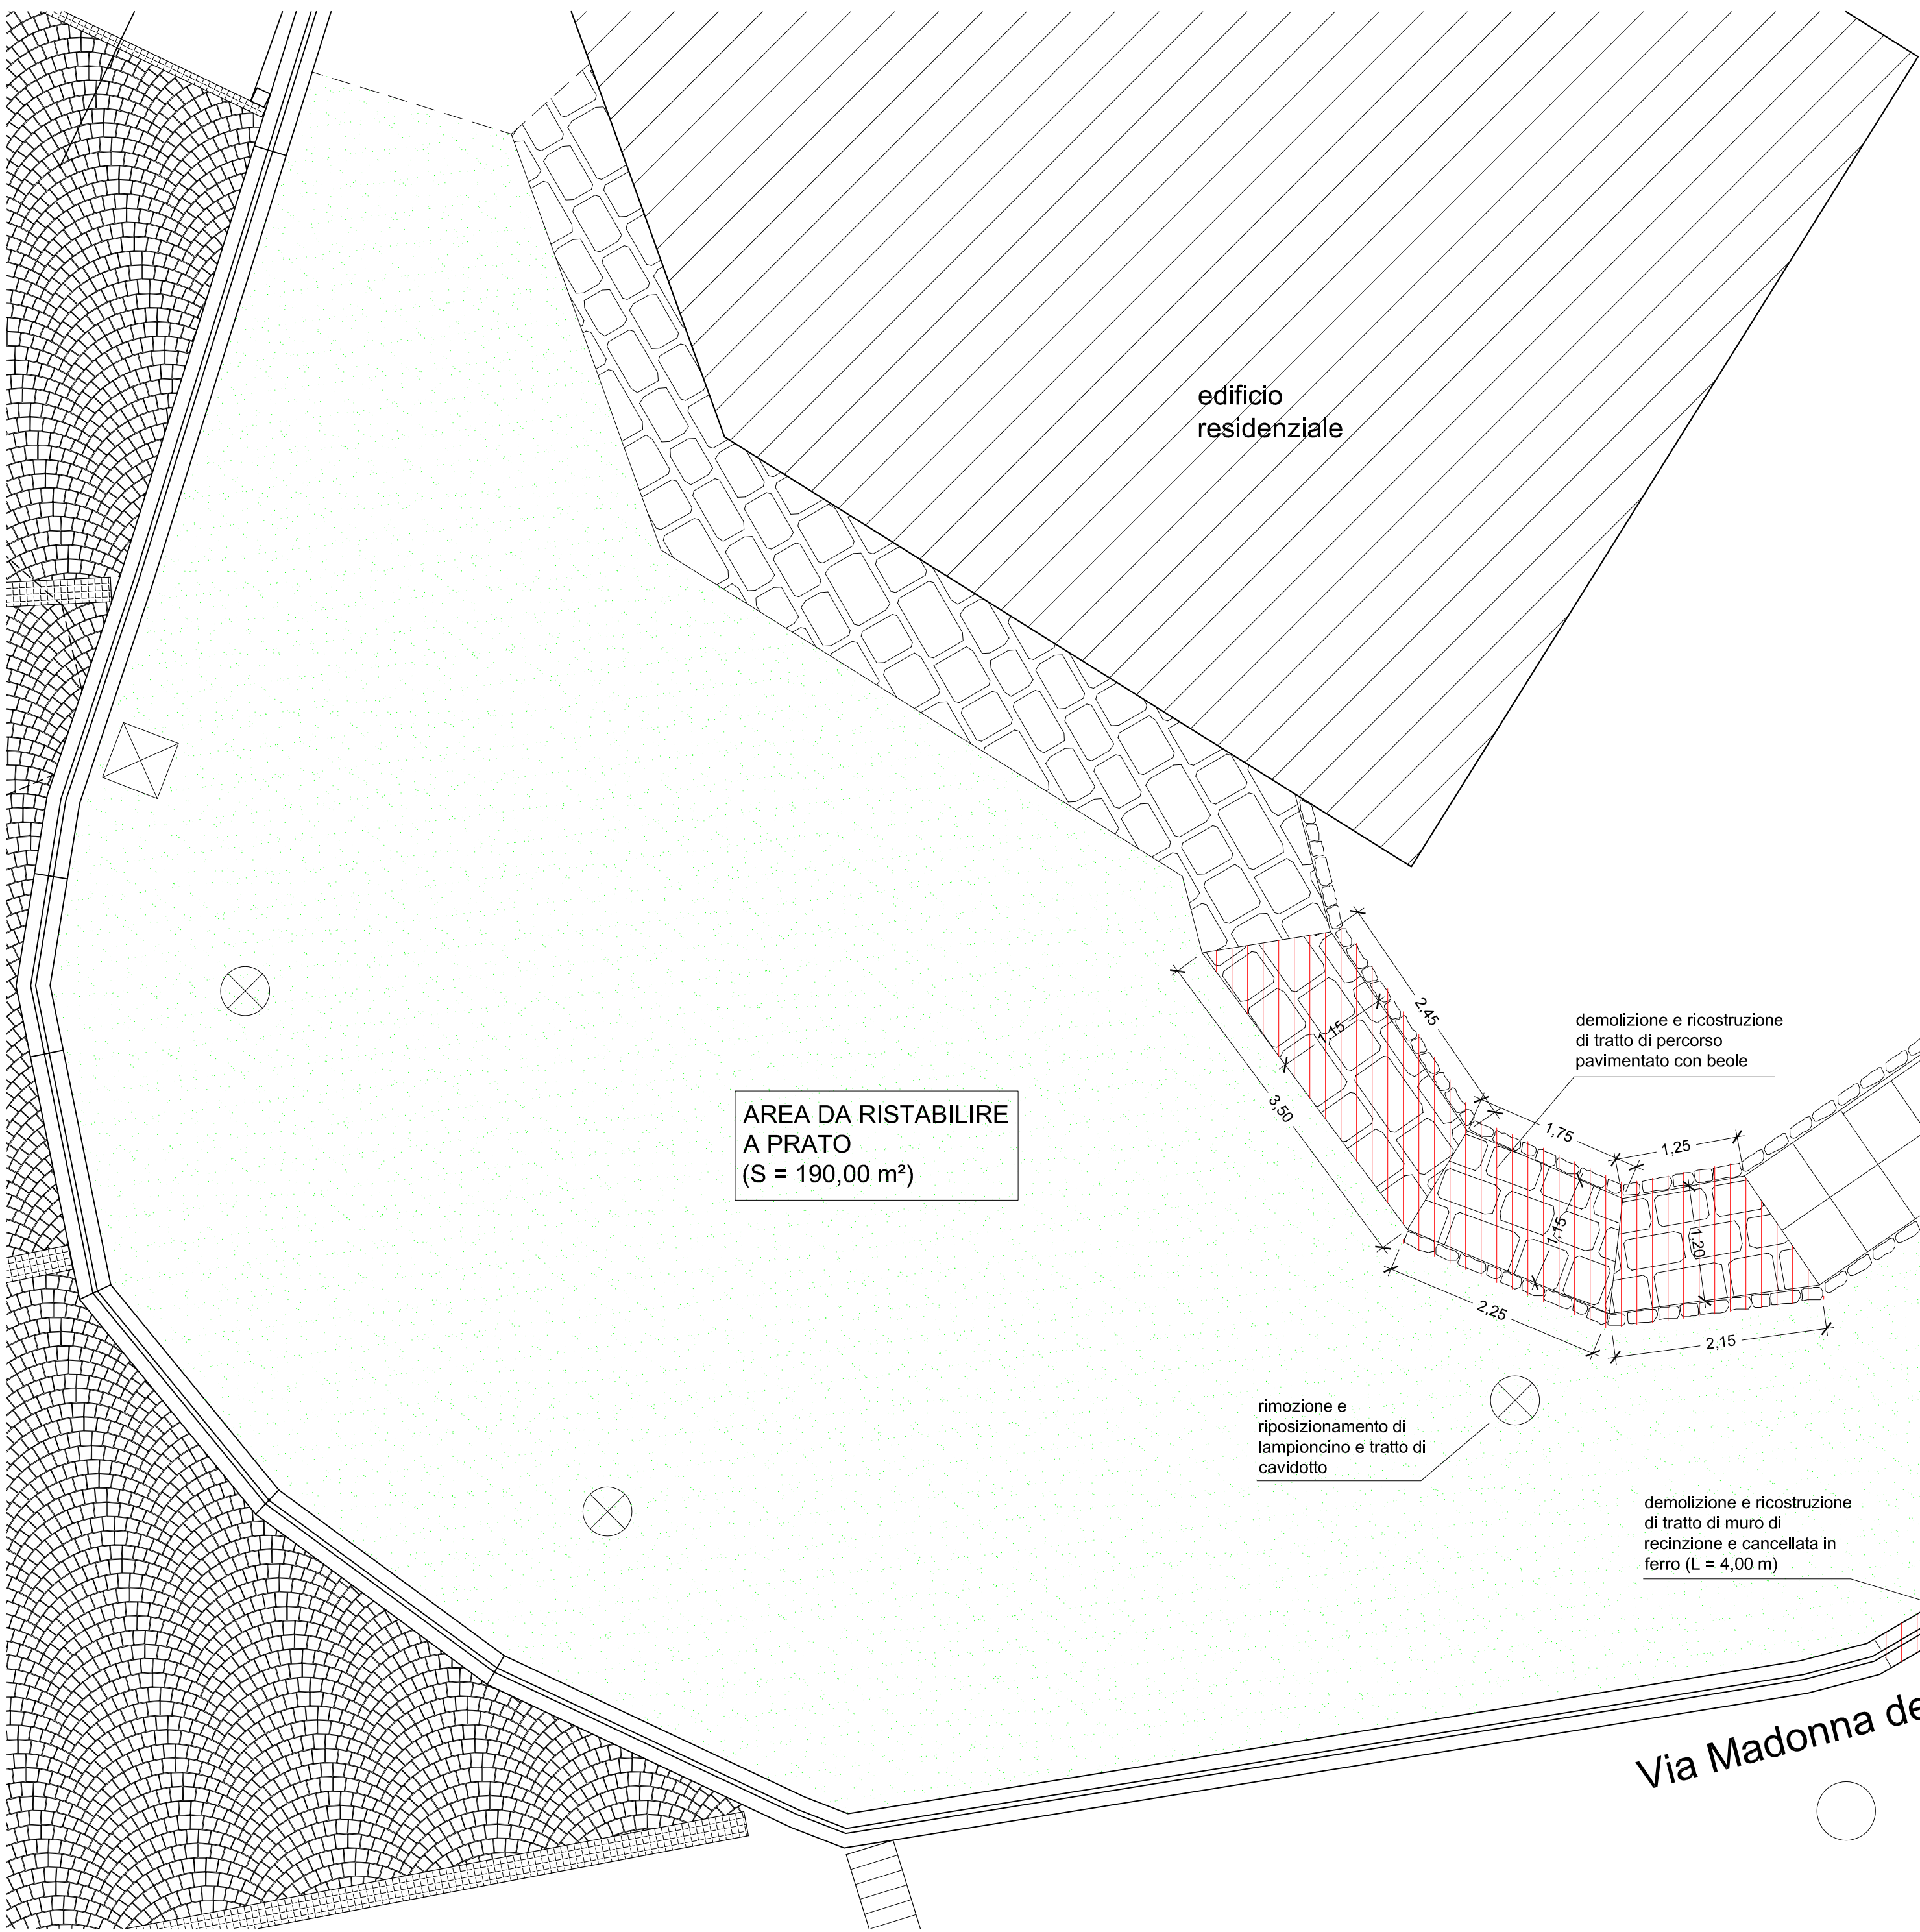 edificio
residenziale
2,45
1,15
3,50
demolizione e ricostruzione
di tratto di percorso
pavimentato con beole
1,75
1,25
1,15
1,20
2,25
2,15
AREA DA RISTABILIRE
A PRATO
(S = 190,00 m²)
rimozione e
riposizionamento di
lampioncino e tratto di
cavidotto
demolizione e ricostruzione
di tratto di muro di
recinzione e cancellata in
ferro (L = 4,00 m)
Via Madonna de